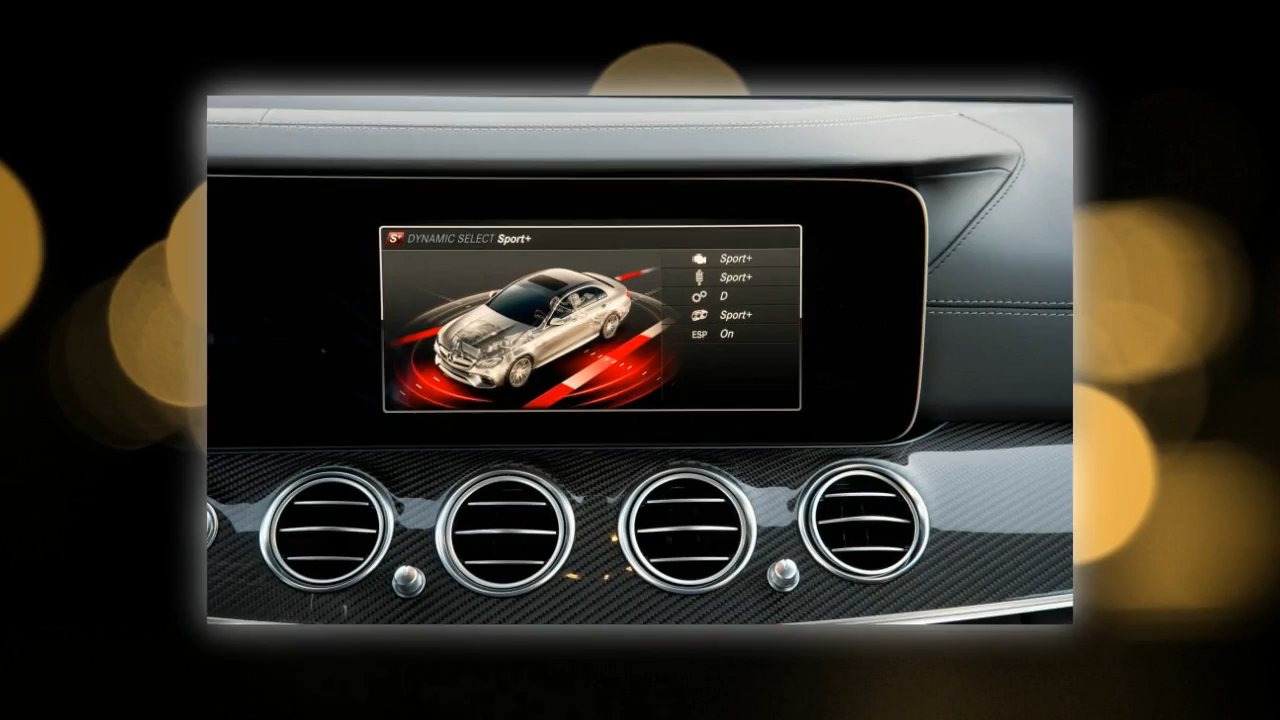 S+ DYNAMIC SELECT Sport+
Sport+
Sport+
D
Sport+
ESP On